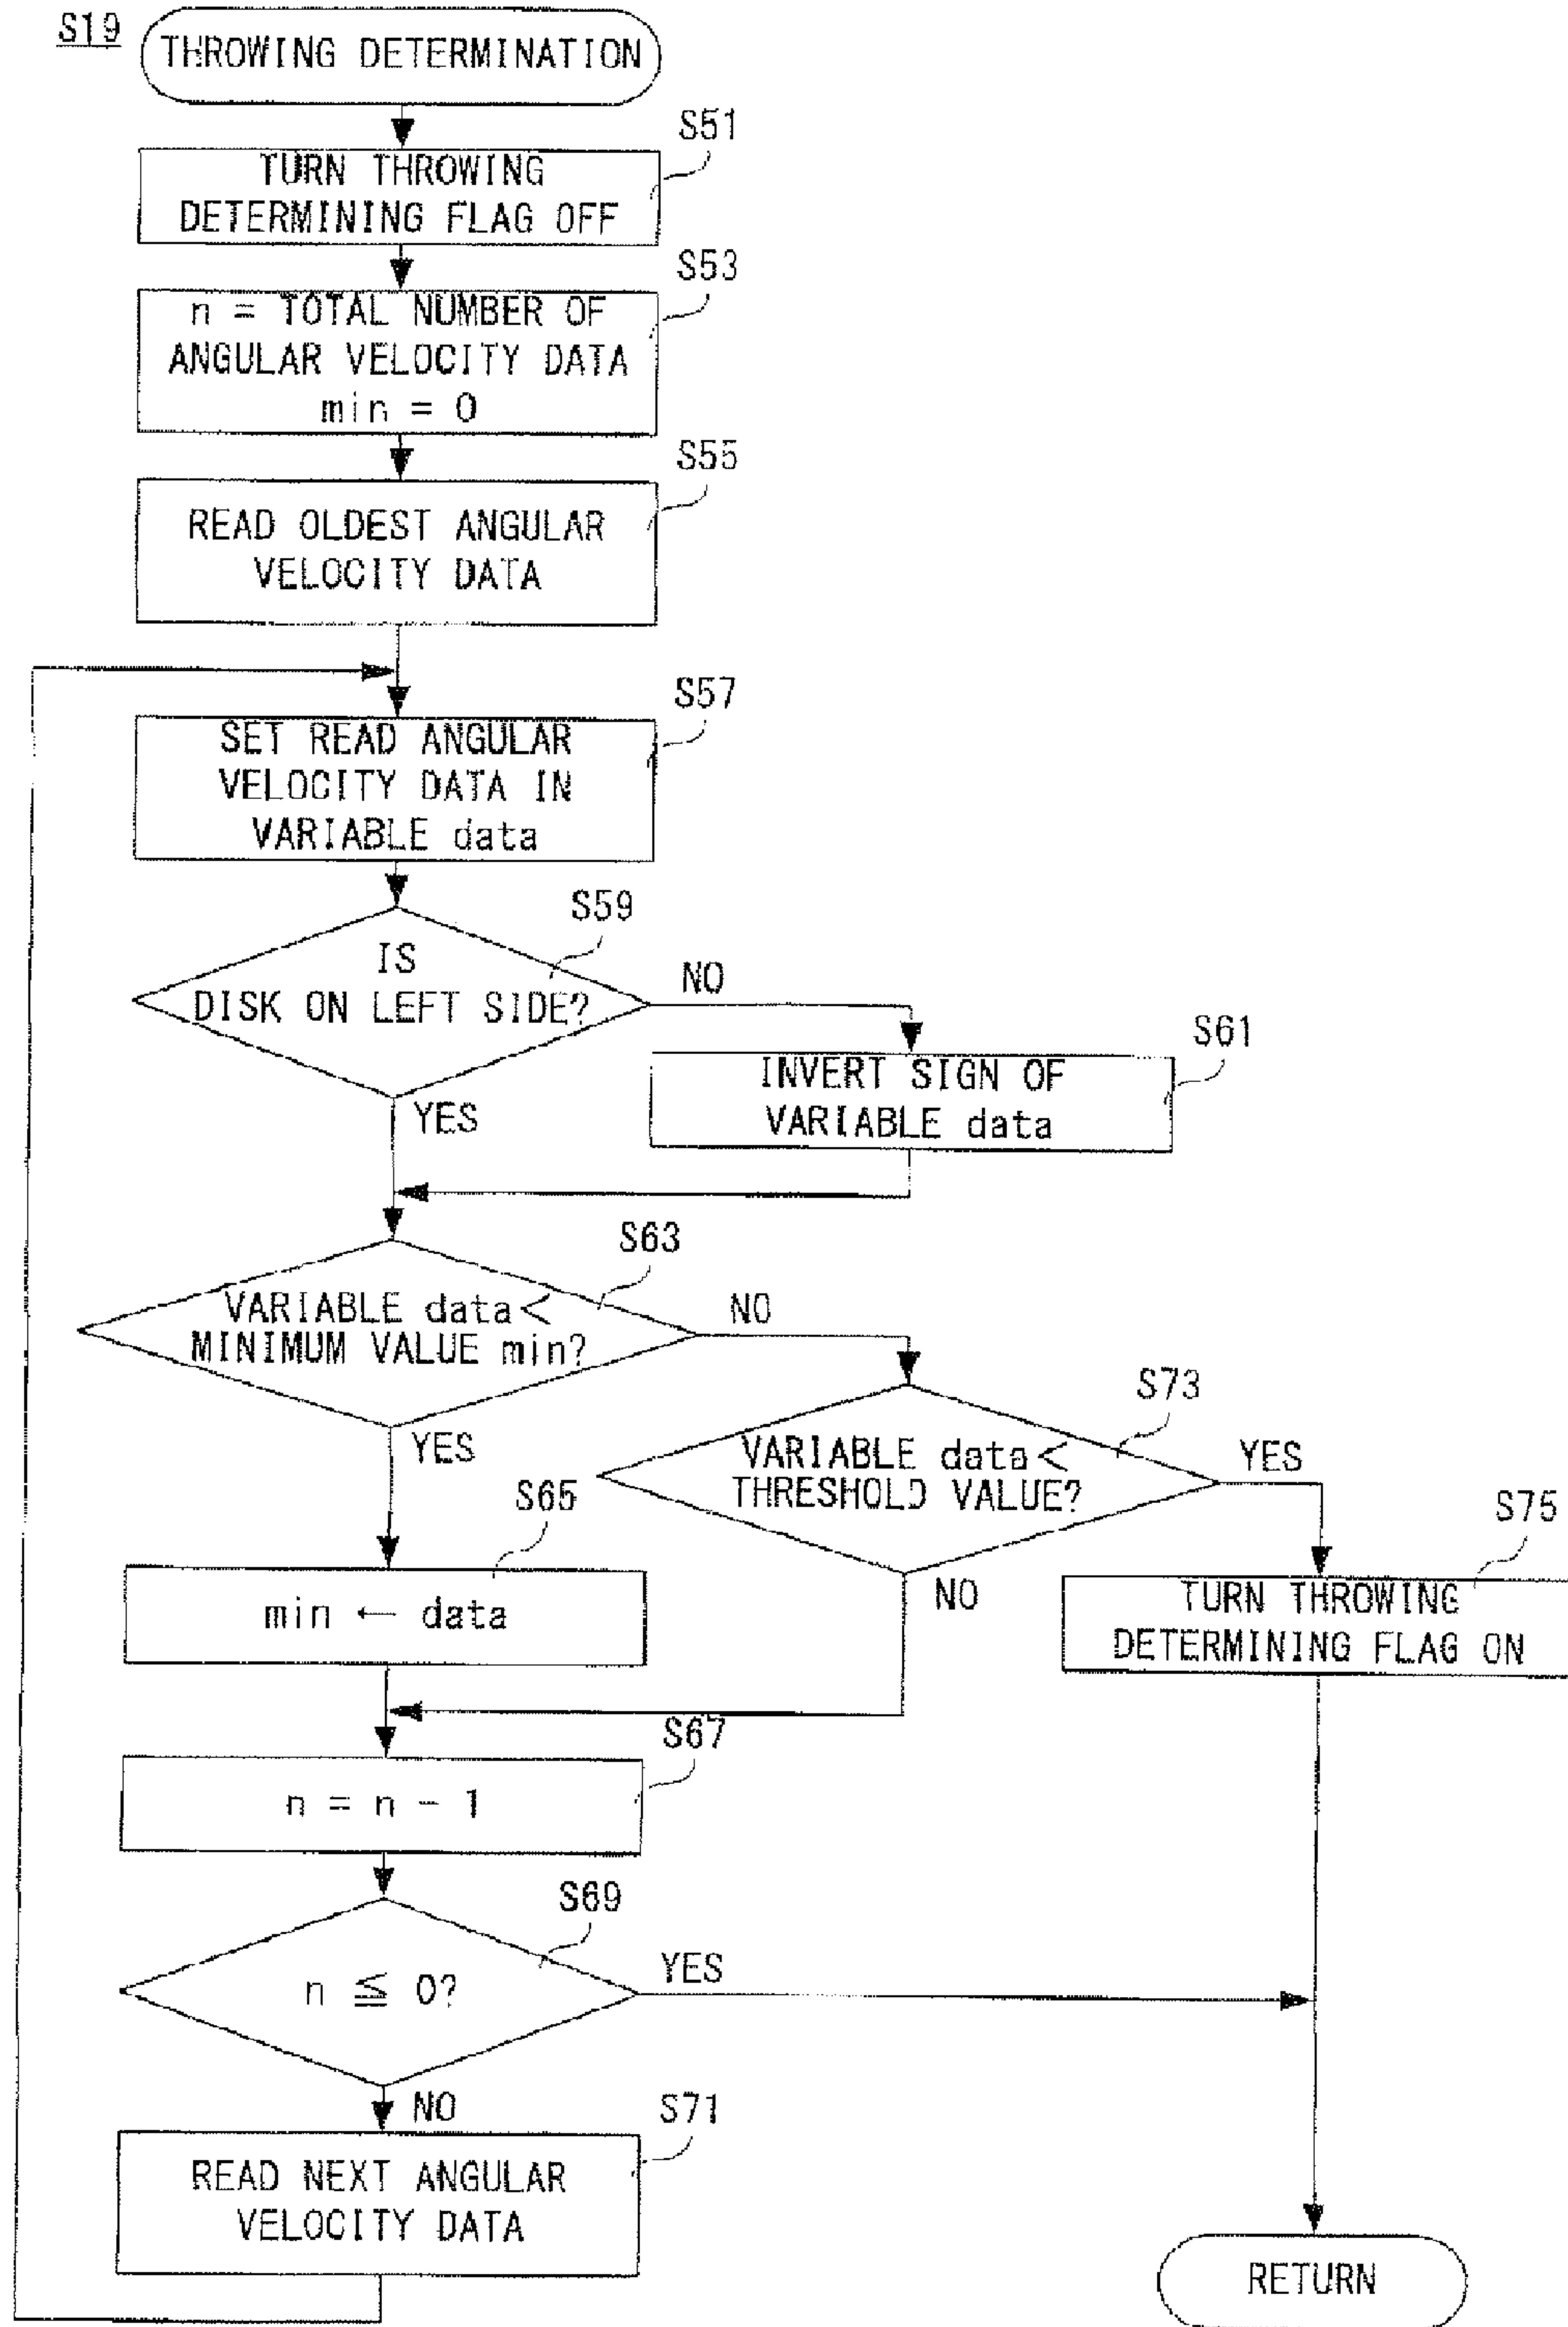 S19
THROWING DETERMINATION
S51
TURN THROWING
DETERMINING FLAG OFF
S53
n = TOTAL NUMBER OF
ANGULAR VELOCITY DATA
min = 0
S55
READ OLDEST ANGULAR
VELOCITY DATA
S57
SET READ ANGULAR
VELOCITY DATA IN
VARIABLE data
S59
IS
DISK ON LEFT SIDE?
NO
YES
S61
INVERT SIGN OF
VARIABLE data
S63
VARIABLE data <
MINIMUM VALUE min?
NO
YES
S73
VARIABLE data <
THRESHOLD VALUE?
YES
NO
S65
min ← data
S75
TURN THROWING
DETERMINING FLAG ON
S67
n = n - 1
S69
n ≦ 0?
YES
NO
S71
READ NEXT ANGULAR
VELOCITY DATA
RETURN